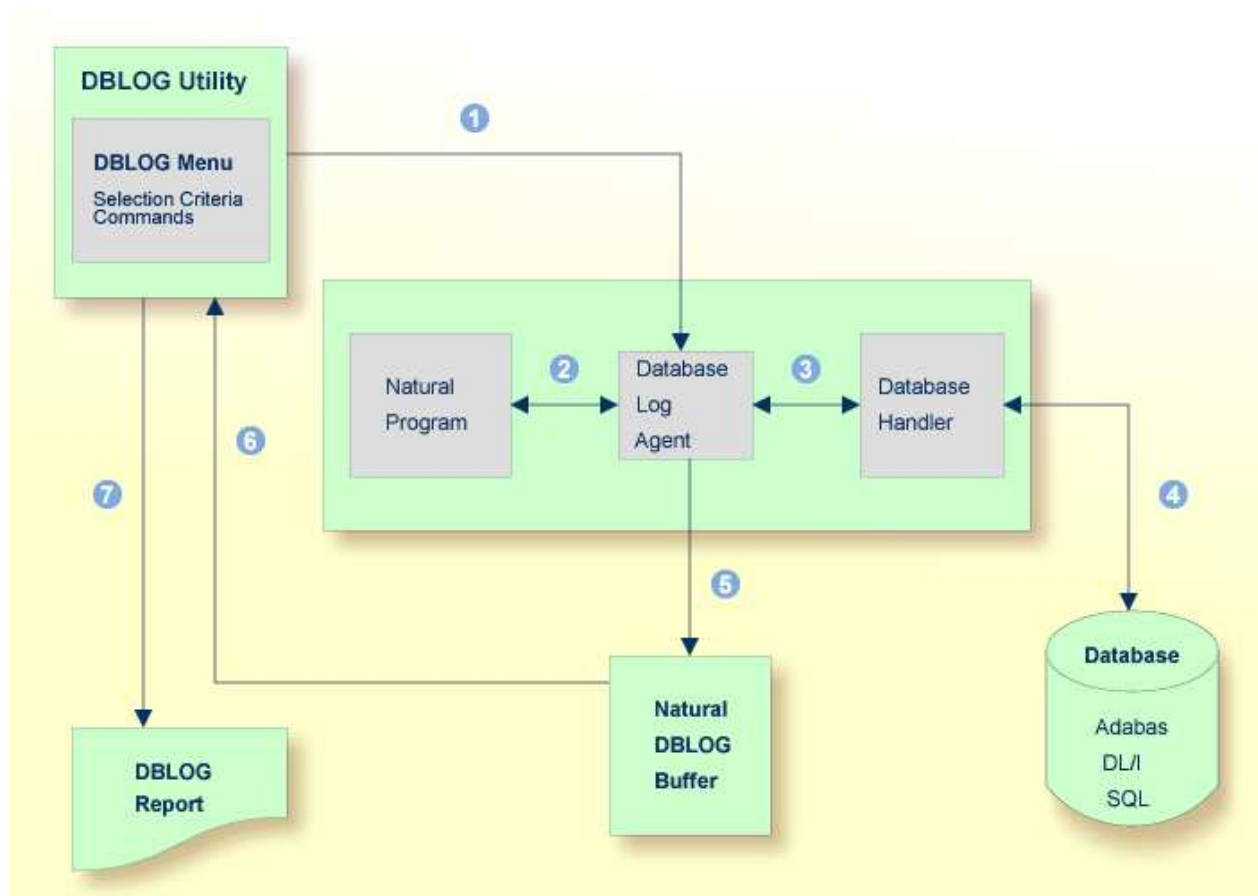 DBLOG Utility
DBLOG Menu
Selection Criteria
Commands
1
Natural
Program
2
Database
Log
Agent
3
Database
Handler
6
7
4
5
Database
Adabas
DL/I
SQL
Natural
DBLOG
Buffer
DBLOG
Report